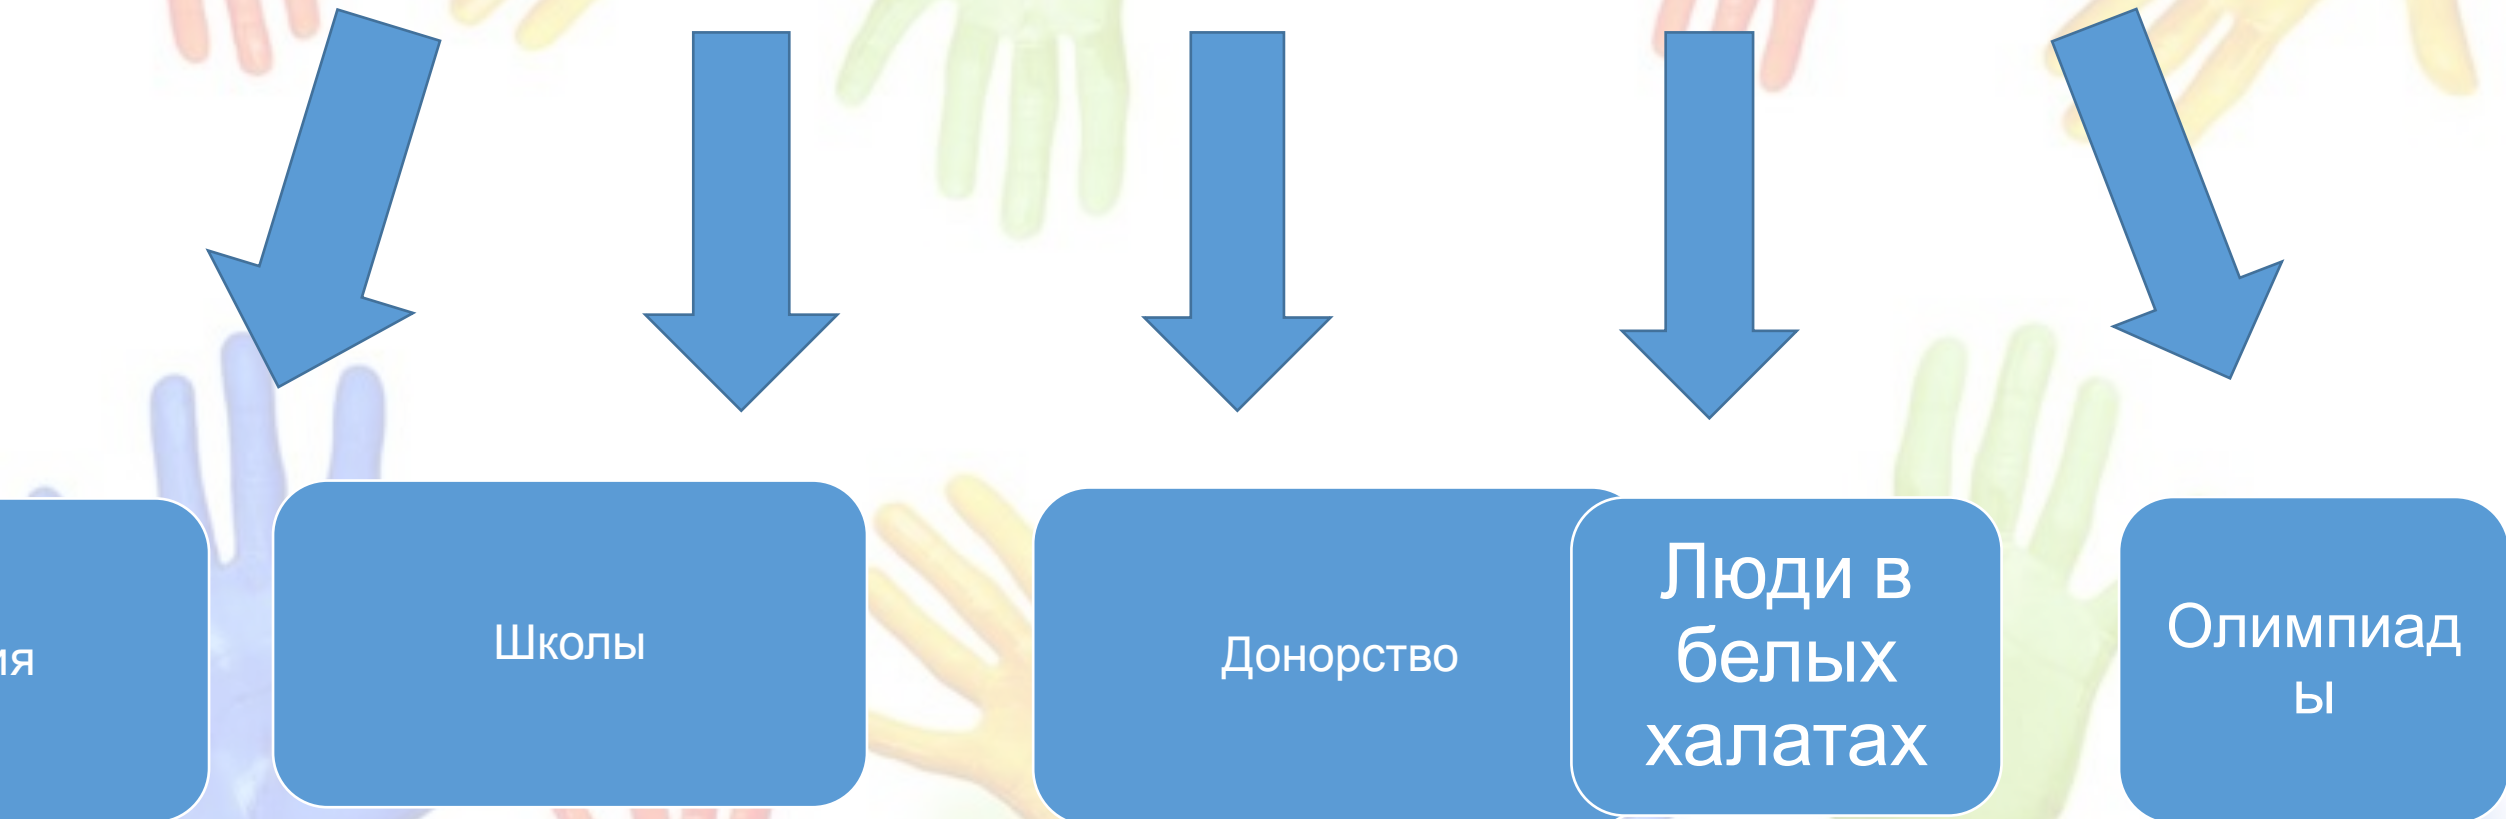 Школы
Донорство
Люди в
белых
халатах
Олимпиад
ы